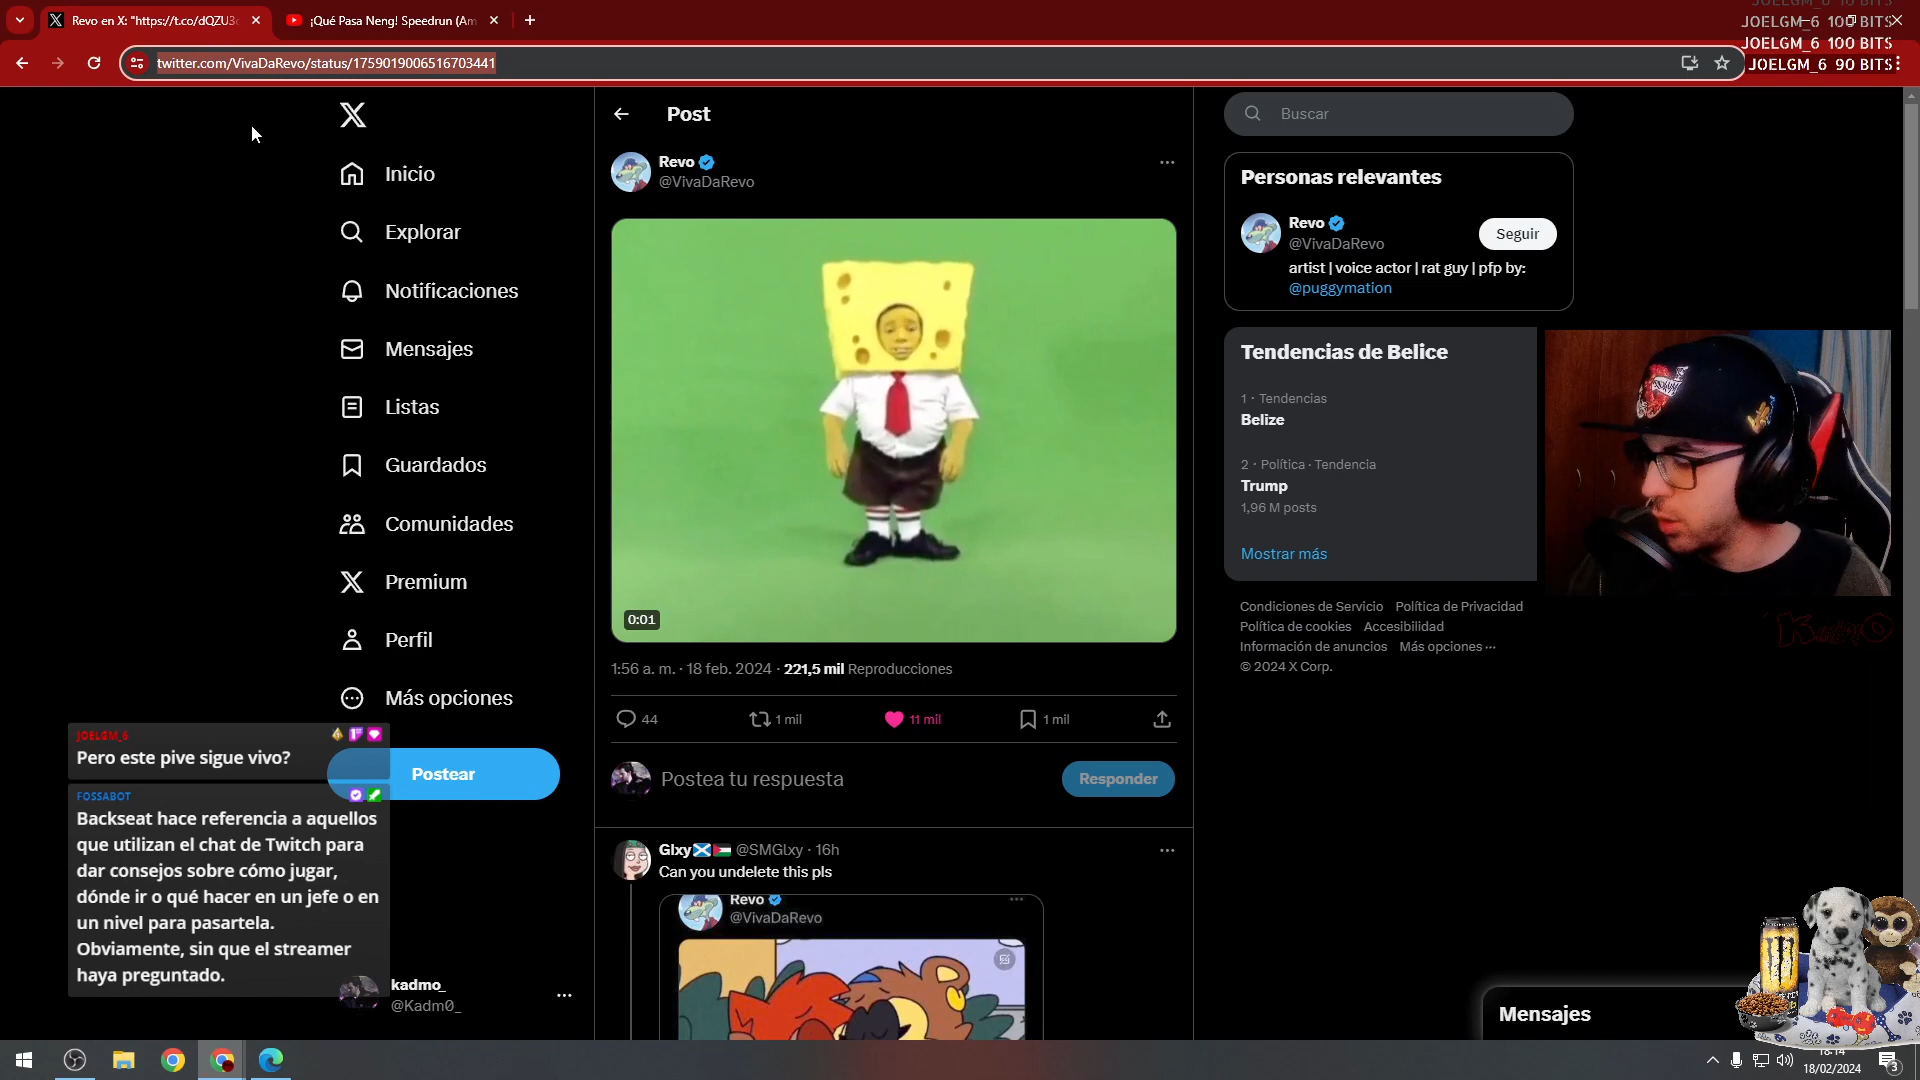 Revo en X: "https://t.co/dQZU3
¡Qué Pasa Neng! Speedrun (Am
JOELGM_6 100 BITS
JOELGM_6 100 BITS
JOELGM_6 90 BITS
twitter.com/VivaDaRevo/status/1759019006516703441
Inicio
Explorar
Notificaciones
Mensajes
Listas
Guardados
Comunidades
Premium
Perfil
Más opciones
Postear
kadmo_
@Kadm0_
JOELGM_6
Pero este pive sigue vivo?
FOSSABOT
Backseat hace referencia a aquellos
que utilizan el chat de Twitch para
dar consejos sobre cómo jugar,
dónde ir o qué hacer en un jefe o en
un nivel para pasartela.
Obviamente, sin que el streamer
haya preguntado.
Post
Revo
@VivaDaRevo
0:01
1:56 a. m. · 18 feb. 2024 · 221,5 mil Reproducciones
44
1 mil
11 mil
1 mil
Postea tu respuesta
Responder
Glxy @SMGlxy · 16h
Can you undelete this pls
Revo
@VivaDaRevo
Buscar
Personas relevantes
Revo
@VivaDaRevo
Seguir
artist | voice actor | rat guy | pfp by:
@puggymation
Tendencias de Belice
1 · Tendencias
Belize
2 · Política · Tendencia
Trump
1,96 M posts
Mostrar más
Condiciones de Servicio Política de Privacidad
Política de cookies Accesibilidad
Información de anuncios Más opciones ···
© 2024 X Corp.
Mensajes
18/02/2024
3